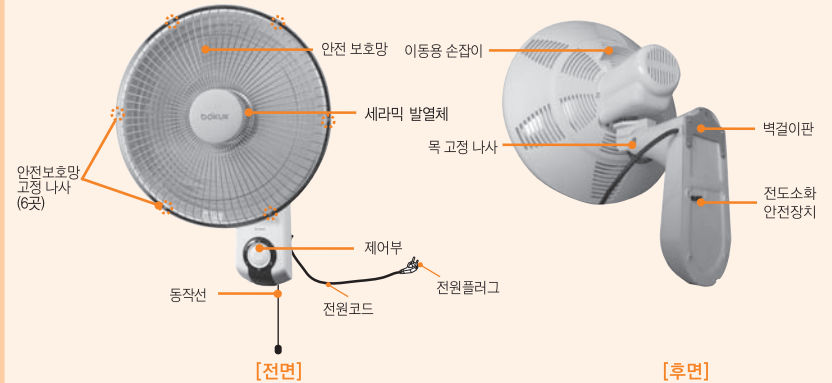 안전 보호망
이동용 손잡이
bokuk
세라믹 발열체
벽걸이판
목 고정 나사
안전보호망
고정 나사
(6곳)
전도소화
안전장치
제어부
전원플러그
동작선
전원코드
[전면]
[후면]